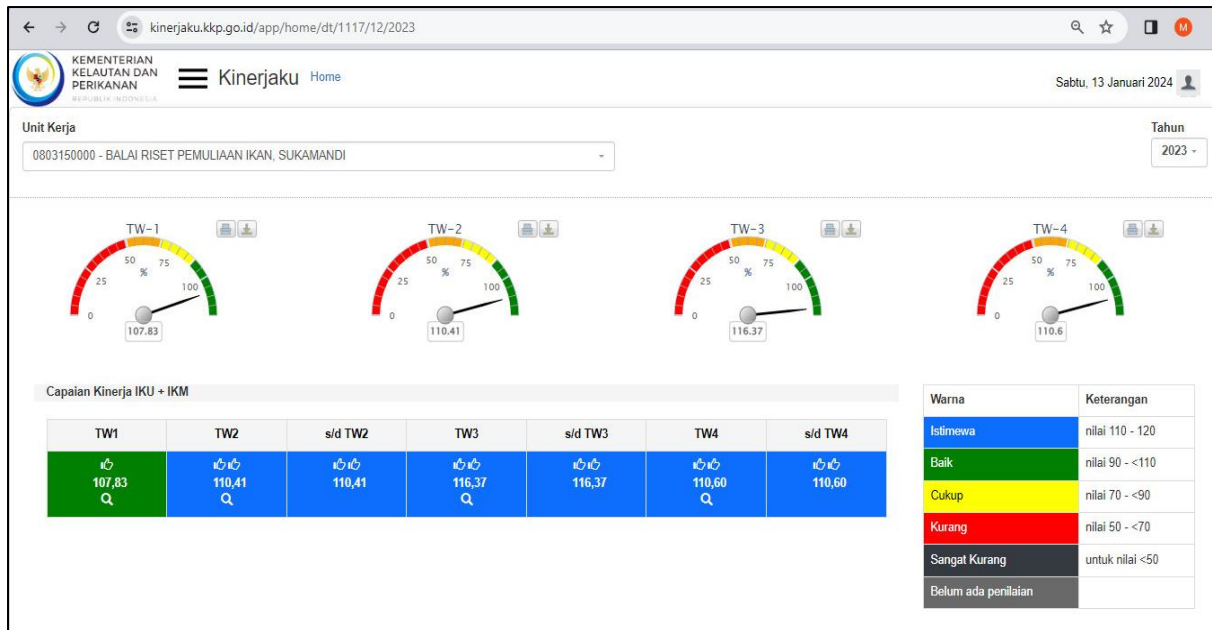 kinerjaku.kkp.go.id/app/home/dt/1117/12/2023
M
KEMENTERIAN
KELAUTAN DAN
PERIKANAN
REPUBLIK INDONESIA
Kinerjaku Home
Sabtu, 13 Januari 2024
Unit Kerja
Tahun
0803150000 - BALAI RISET PEMULIAAN IKAN, SUKAMANDI
2023
TW-1
0 25 50 75 100
%
107.83
TW-2
0 25 50 75 100
%
110.41
TW-3
0 25 50 75 100
%
116.37
TW-4
0 25 50 75 100
%
110.6
Capaian Kinerja IKU + IKM
TW1 TW2 s/d TW2 TW3 s/d TW3 TW4 s/d TW4
107,83 110,41 110,41 116,37 116,37 110,60 110,60
Warna Keterangan
Istimewa nilai 110 - 120
Baik nilai 90 - <110
Cukup nilai 70 - <90
Kurang nilai 50 - <70
Sangat Kurang untuk nilai <50
Belum ada penilaian